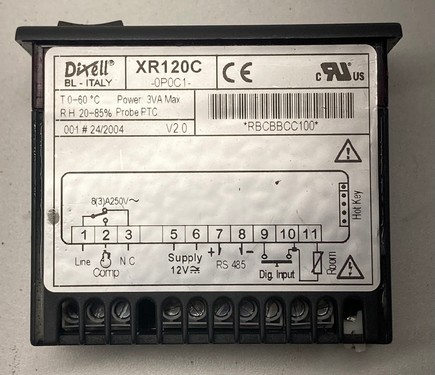 Dixell® XR120C CE c RU US
BL - ITALY -0P0C1-
T 0÷60 °C Power: 3VA Max
R.H. 20÷85% Probe PTC
001 # 24/2004 V2.0
*RBCBBCC100*
8(3)A250V~
Hot Key
1 2 3 5 6 7 8 9 10 11
Line N.C Supply + - RS 485 Dig. Input Room
Comp 12V